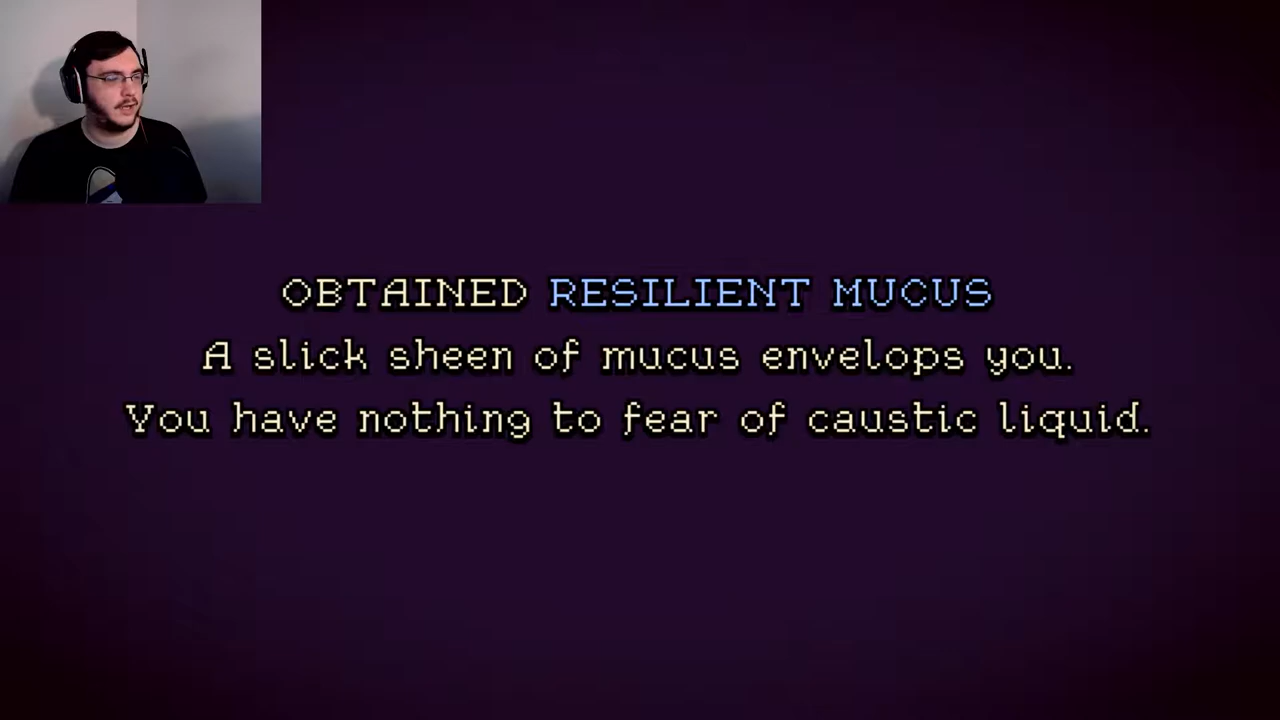 OBTAINED RESILIENT MUCUS
A slick sheen of mucus envelops you.
You have nothing to fear of caustic liquid.